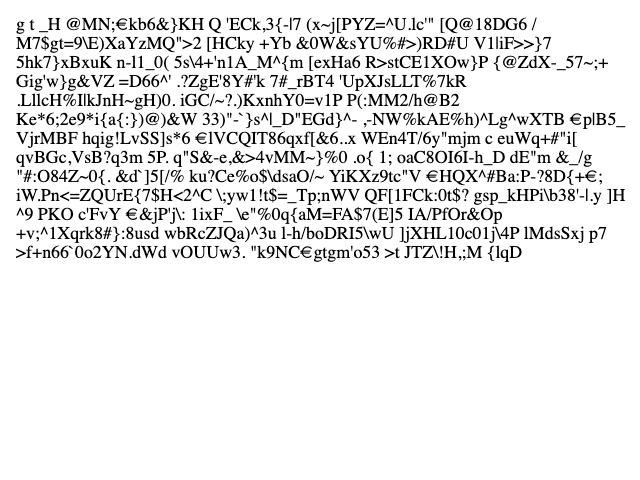 g t _H @MN;€kb6&}KH Q 'ECk,3{-|7 (x~j[PYZ=^U.lc'" [Q@18DG6 /
M7$gt=9\E)XaYzMQ">2 [HCky +Yb &0W&sYU%#>)RD#U V1|iF>>}7
5hk7}xBxuK n-l1_0( 5s\/4+'n1A_M^{m [exHa6 R>stCE1XOw}P {@ZdX-_57~;+
Gig'w}g&VZ =D66^' .?ZgE'8Y#'k 7#_rBT4 'UpXJsLLT%7kR
.LllcH%I[kJnH~gH)0. iGC/~?.)KxnhY0=v1P P(:MM2/h@B2
Ke*6;2e9*i{a{:})@)&W 33)"-`}s^|_D"EGd}^- ,-NW%kAE%h)^Lg^wXTB €p|B5_
VjrMBF hqig!LvSS]s*6 €lVCQIT86qxf[&6..x WEn4T/6y"mjm c euWq+#"i[
qvBGc,VsB?q3m 5P. q"S&-e,&>4vMM~}%0 .o{ 1; oaC8OI6I-h_D dE"m &_/g
"#:O84Z~0{. &d`]5[/% ku?Ce%o$\dsaO/~ YiKXz9tc"V €HQX^#Ba:P-?8D{+€;
iW.Pn<=ZQUrE{7$H<2^C \;yw1!t$=_Tp;nWV QF[1FCk:0t$? gsp_kHPi\b38'-|.y ]H
^9 PKO c'FvY €&jP'j\: 1ixF_ \e"%0q{aM=FA$7(E]5 IA/PfOr&Op
+v;^1Xqrk8#}:8usd wbRcZJQa)^3u l-h/boDRI5\wU ]jXHL10c01j\4P lMdsSxj p7
>f+n66`0o2YN.dWd vOUUw3. "k9NC€gtgm'o53 >t JTZ\!H,;M {lqD